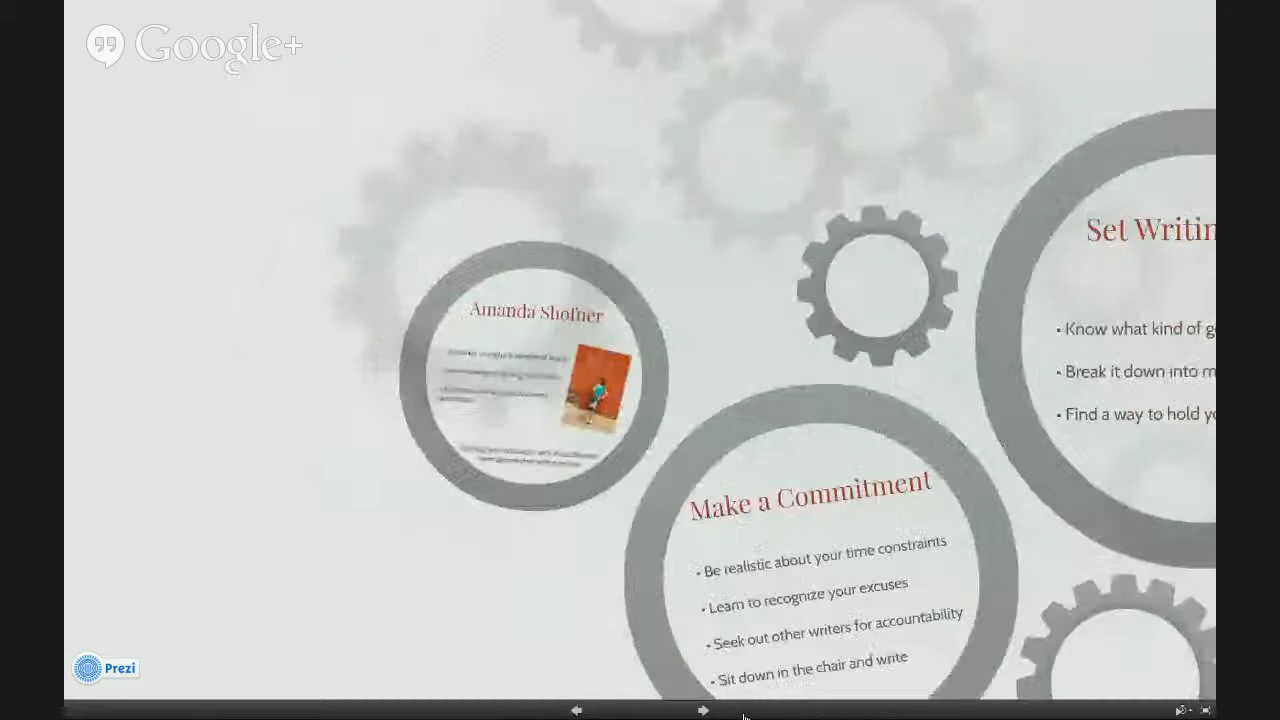 Google+
Amanda Shofner
Set Writin
• Know what kind of g
• Break it down into m
• Find a way to hold yo
Make a Commitment
• Be realistic about your time constraints
• Learn to recognize your excuses
• Seek out other writers for accountability
• Sit down in the chair and write
Prezi